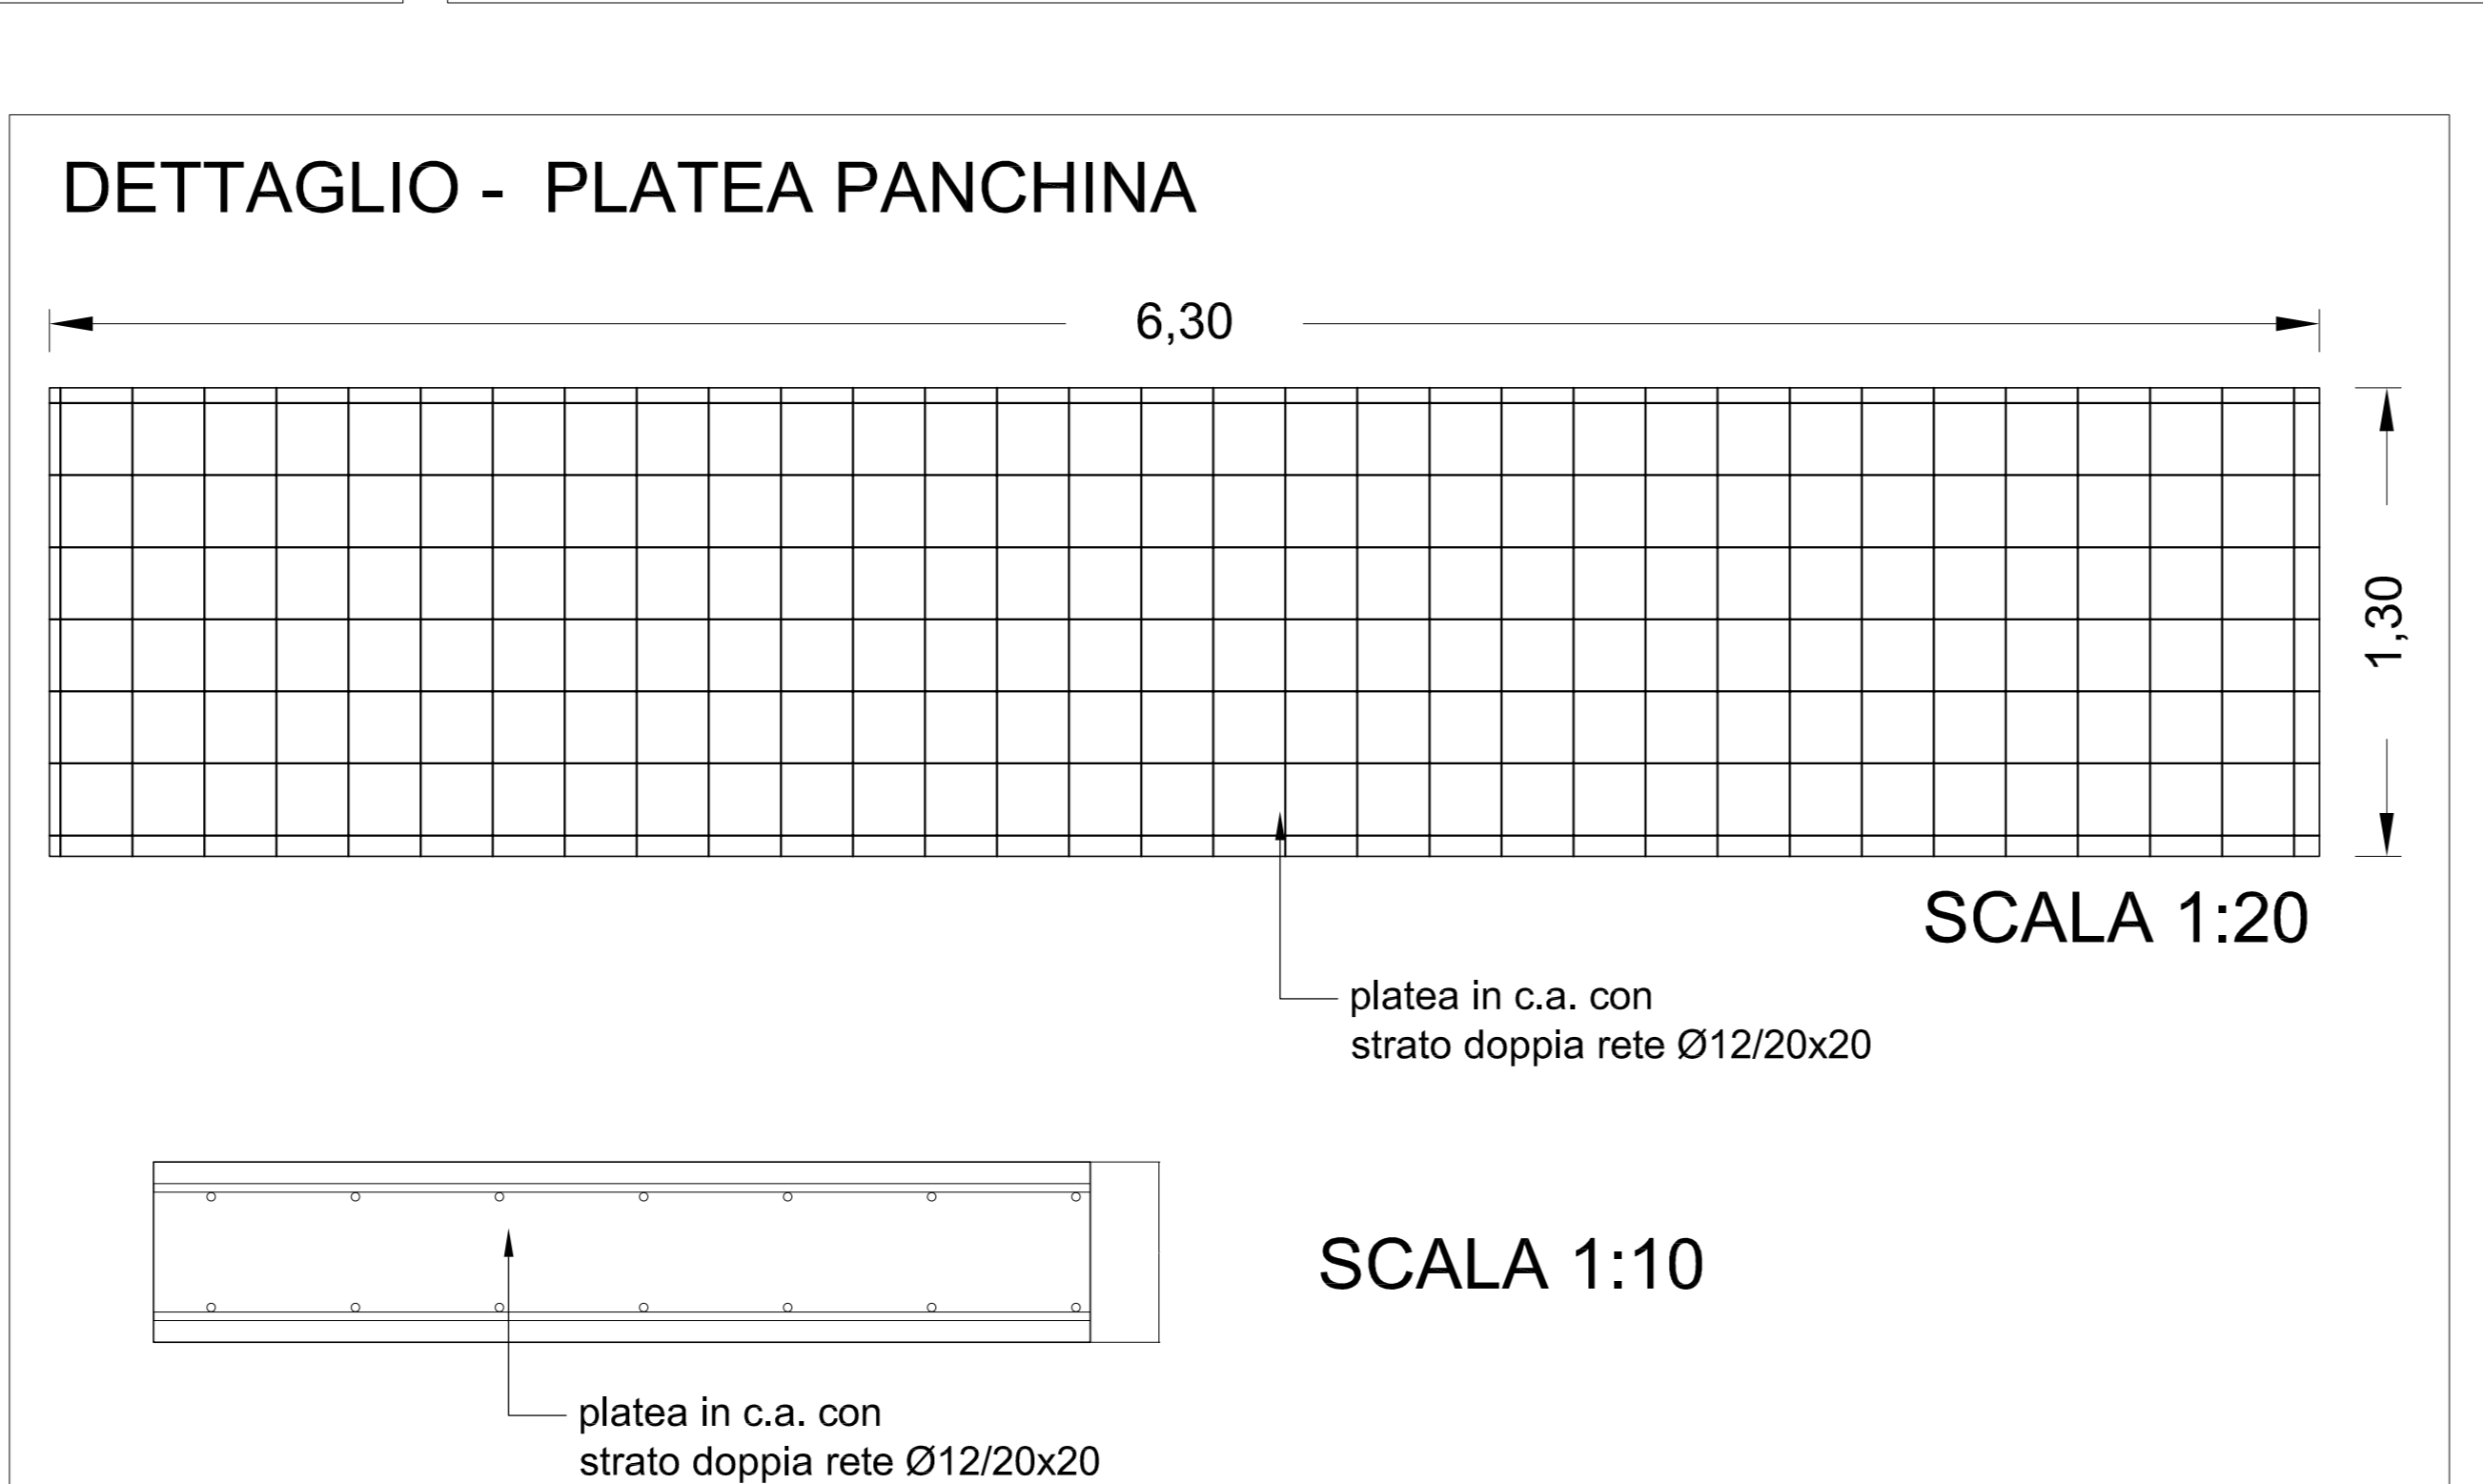 DETTAGLIO - PLATEA PANCHINA
6,30
1,30
SCALA 1:20
platea in c.a. con
strato doppia rete Ø12/20x20
SCALA 1:10
platea in c.a. con
strato doppia rete Ø12/20x20